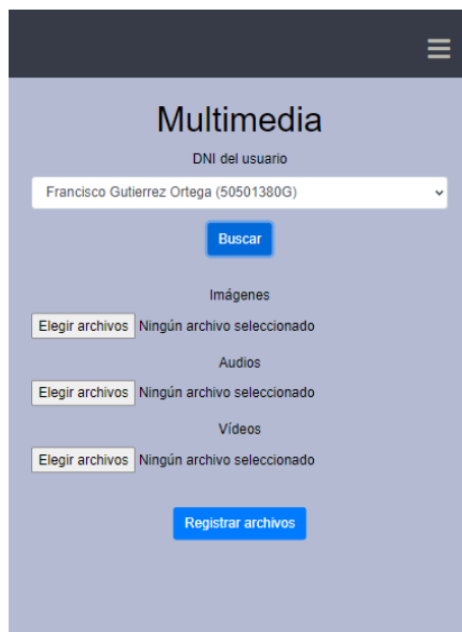 Multimedia
DNI del usuario
Francisco Gutierrez Ortega (50501380G)
Buscar
Imágenes
Elegir archivos Ningún archivo seleccionado
Audios
Elegir archivos Ningún archivo seleccionado
Vídeos
Elegir archivos Ningún archivo seleccionado
Registrar archivos